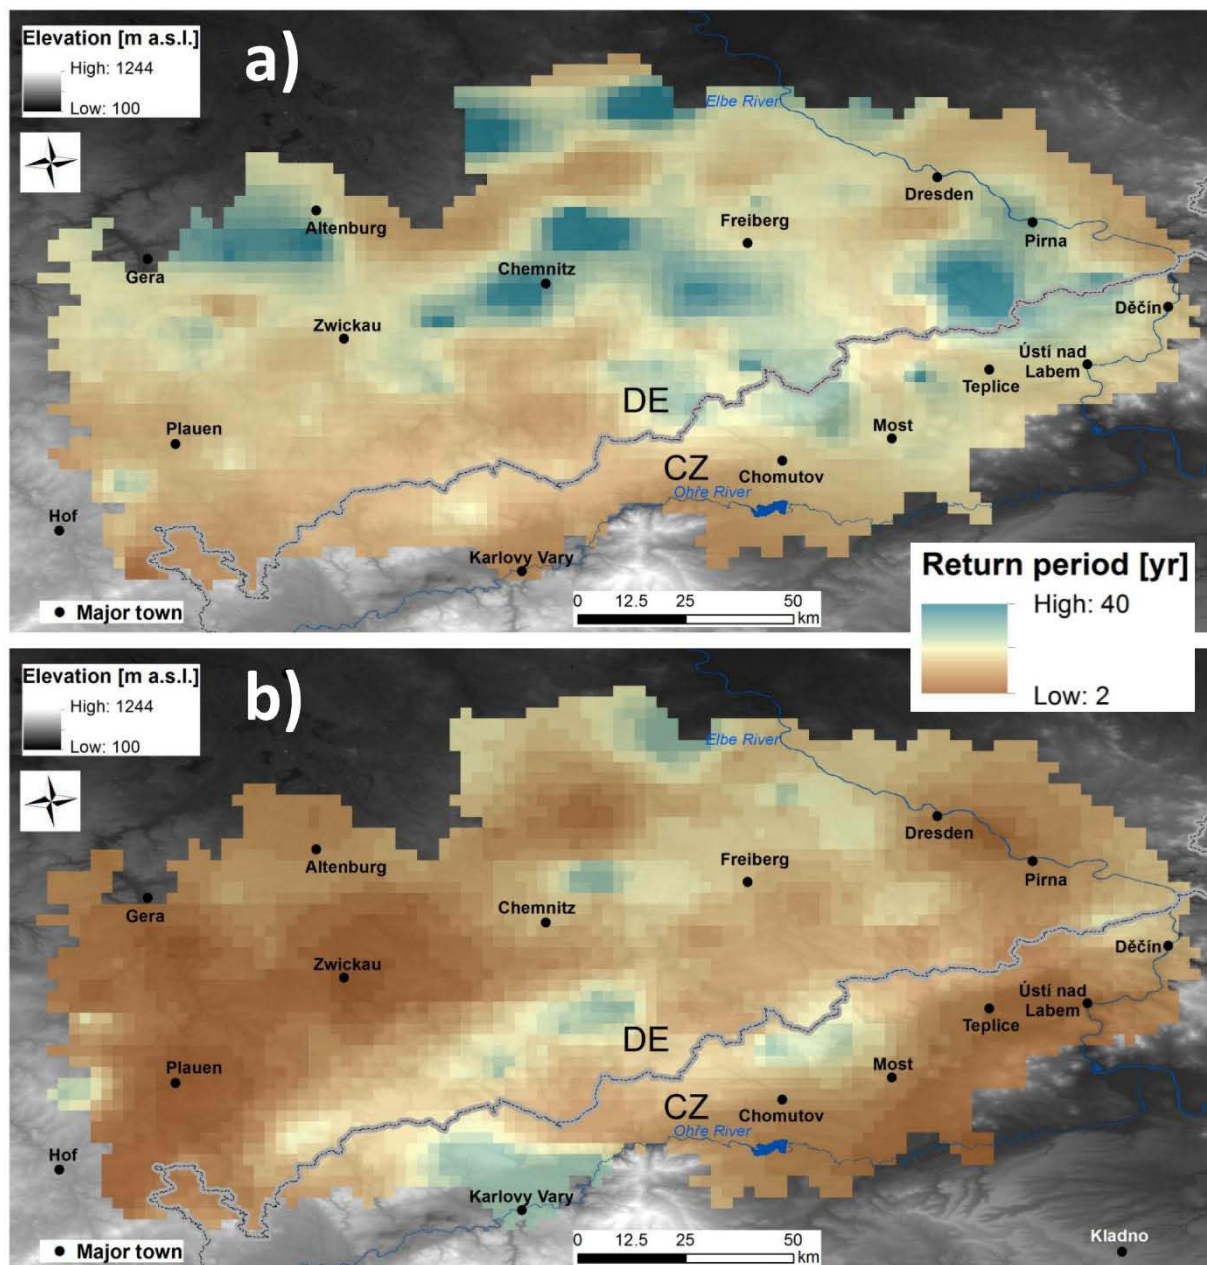 Elevation [m a.s.l.]
High: 1244
Low: 100
a)
Elbe River
Dresden
Altenburg
Freiberg
Pirna
Gera
Chemnitz
Děčín
Zwickau
Ústí nad
Labem
Teplice
DE
Plauen
Most
CZ
Chomutov
Ohře River
Hof
Karlovy Vary
Return period [yr]
High: 40
Low: 2
Major town
0 12.5 25 50
km
Elevation [m a.s.l.]
High: 1244
Low: 100
b)
Elbe River
Dresden
Altenburg
Freiberg
Pirna
Gera
Chemnitz
Děčín
Zwickau
Ústí nad
Labem
Teplice
DE
Plauen
Most
CZ
Chomutov
Ohře River
Hof
Karlovy Vary
Major town
0 12.5 25 50
km
Kladno